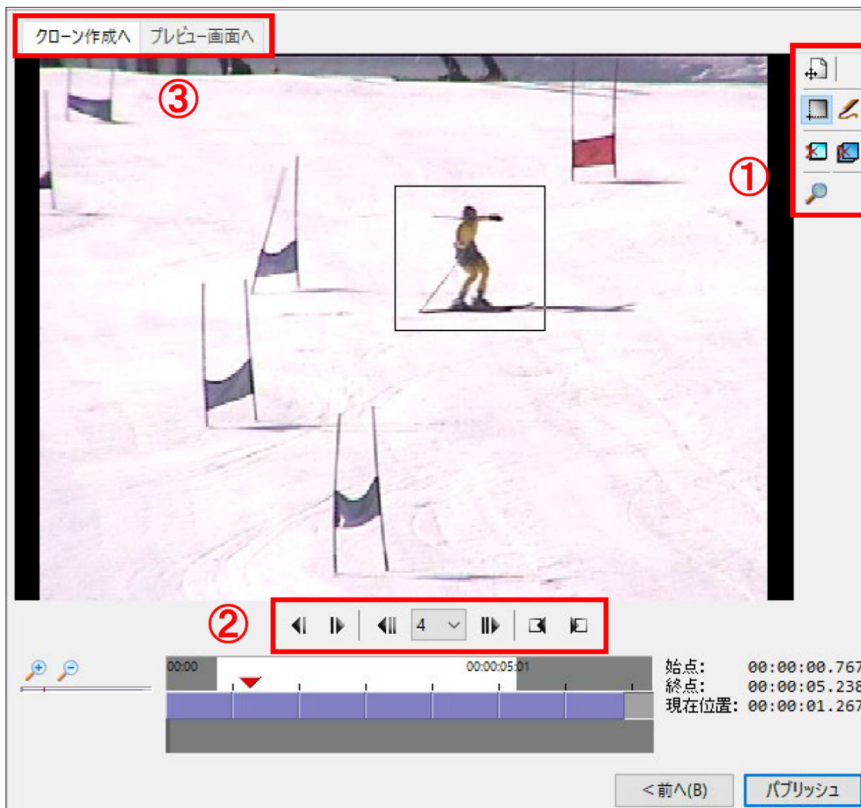 クローン作成へ プレビュー画面へ
③
①
②
4
00:00 00:00:05:01
始点: 00:00:00.767
終点: 00:00:05.238
現在位置: 00:00:01.267
<前へ(B) パブリッシュ